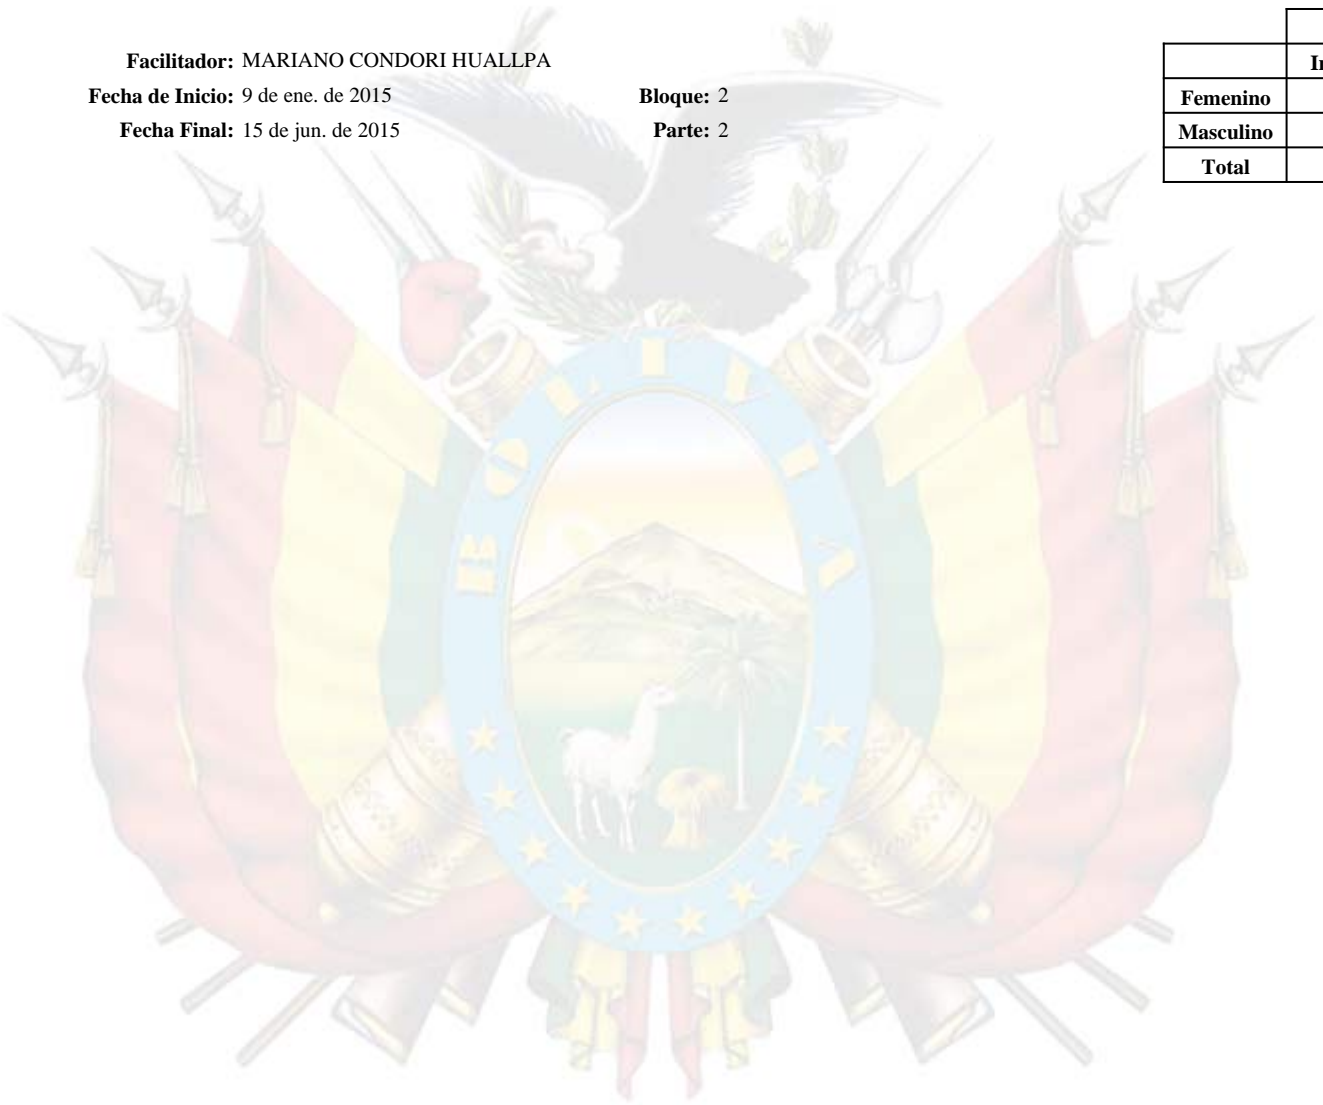 Facilitador: MARIANO CONDORI HUALLPA
Fecha de Inicio: 9 de ene. de 2015 Bloque: 2
Fecha Final: 15 de jun. de 2015 Parte: 2
Femenino
Masculino
Total
BOLIVIA